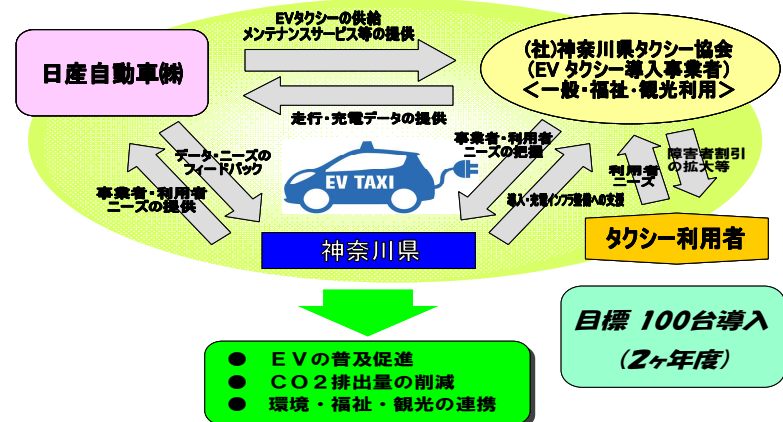 EVタクシーの供給
メンテナンスサービス等の提供
日産自動車㈱
(社)神奈川県タクシー協会
(EV タクシー導入事業者)
＜一般・福祉・観光利用＞
走行・充電データの提供
データ・ニーズの
フィードバック
事業者・利用者
ニーズの把握
障害者割引
の拡大等
利用者
ニーズ
EV TAXI
事業者・利用者
ニーズの提供
導入・充電インフラ整備への支援
神奈川県
タクシー利用者
目標 100台導入
(2ヶ年度)
● ＥＶの普及促進
● ＣＯ２排出量の削減
● 環境・福祉・観光の連携